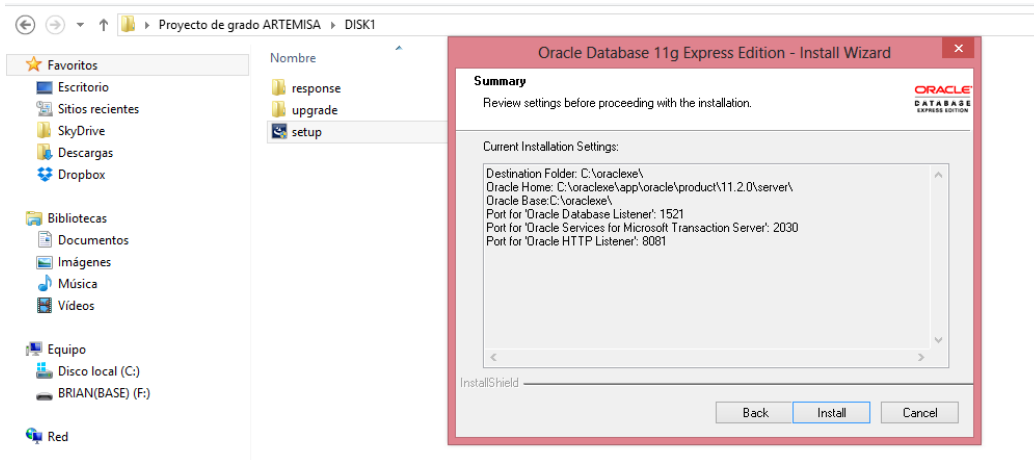 Proyecto de grado ARTEMISA
DISK1
Favoritos
Escritorio
Sitios recientes
SkyDrive
Descargas
Dropbox
Bibliotecas
Documentos
Imágenes
Música
Vídeos
Equipo
Disco local (C:)
BRIAN(BASE) (F:)
Red
Nombre
response
upgrade
setup
Oracle Database 11g Express Edition - Install Wizard
Summary
Review settings before proceeding with the installation.
ORACLE
DATABASE
EXPRESS EDITION
Current Installation Settings:
Destination Folder: C:\oraclexe\
Oracle Home: C:\oraclexe\app\oracle\product\11.2.0\server\
Oracle Base:C:\oraclexe\
Port for 'Oracle Database Listener': 1521
Port for 'Oracle Services for Microsoft Transaction Server': 2030
Port for 'Oracle HTTP Listener': 8081
InstallShield
Back
Install
Cancel